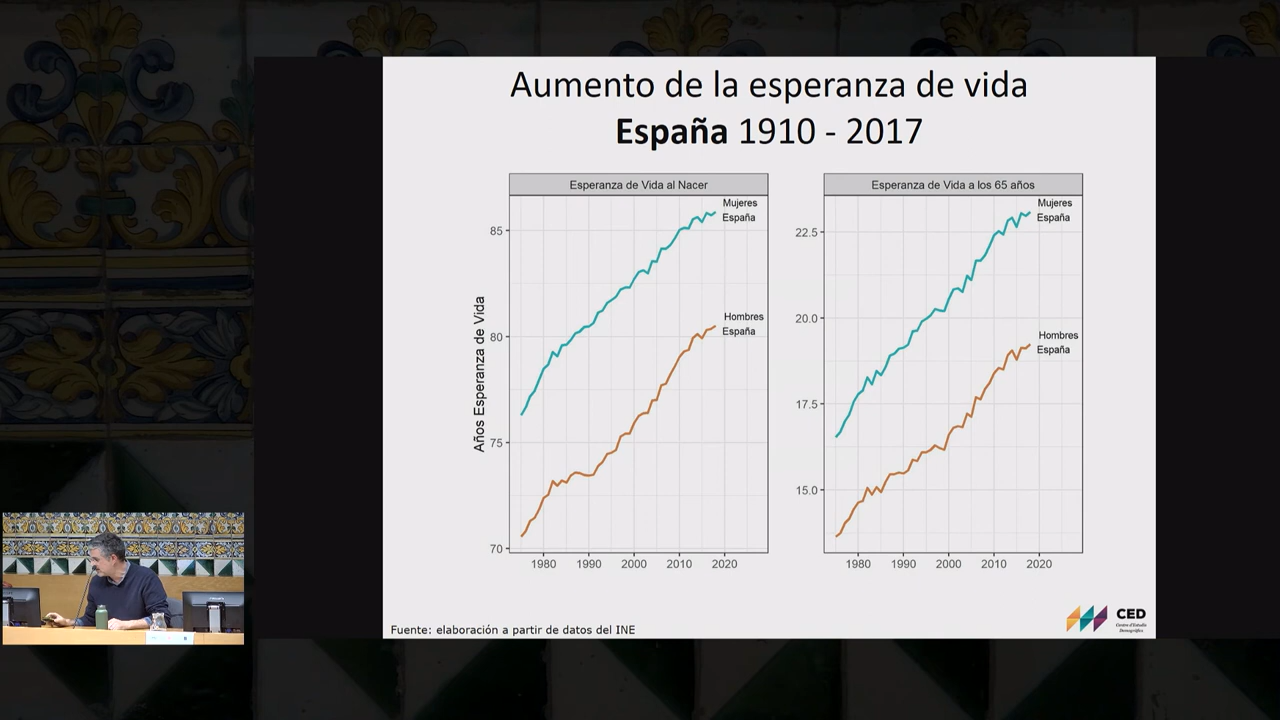 Aumento de la esperanza de vida
España 1910 - 2017
Esperanza de Vida al Nacer
Mujeres
España
Hombres
España
Años Esperanza de Vida
85
80
75
70
1980
1990
2000
2010
2020
Esperanza de Vida a los 65 años
Mujeres
España
Hombres
España
22.5
20.0
17.5
15.0
1980
1990
2000
2010
2020
Fuente: elaboración a partir de datos del INE
CED
Centre d'Estudis
Demogràfics